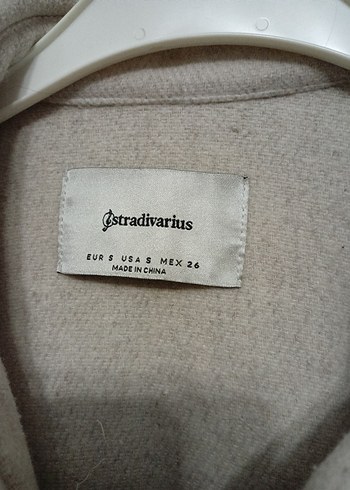 stradivarius
EUR S USA S MEX 26
MADE IN CHINA